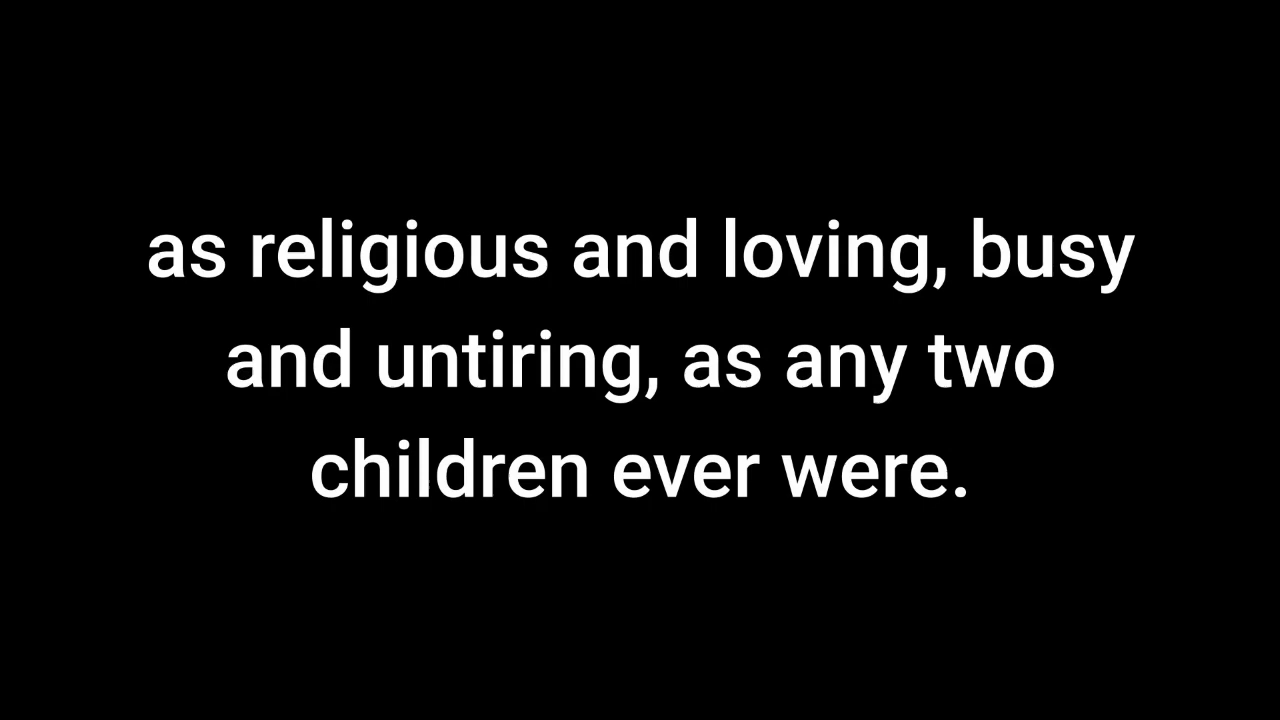 as religious and loving, busy
and untiring, as any two
children ever were.